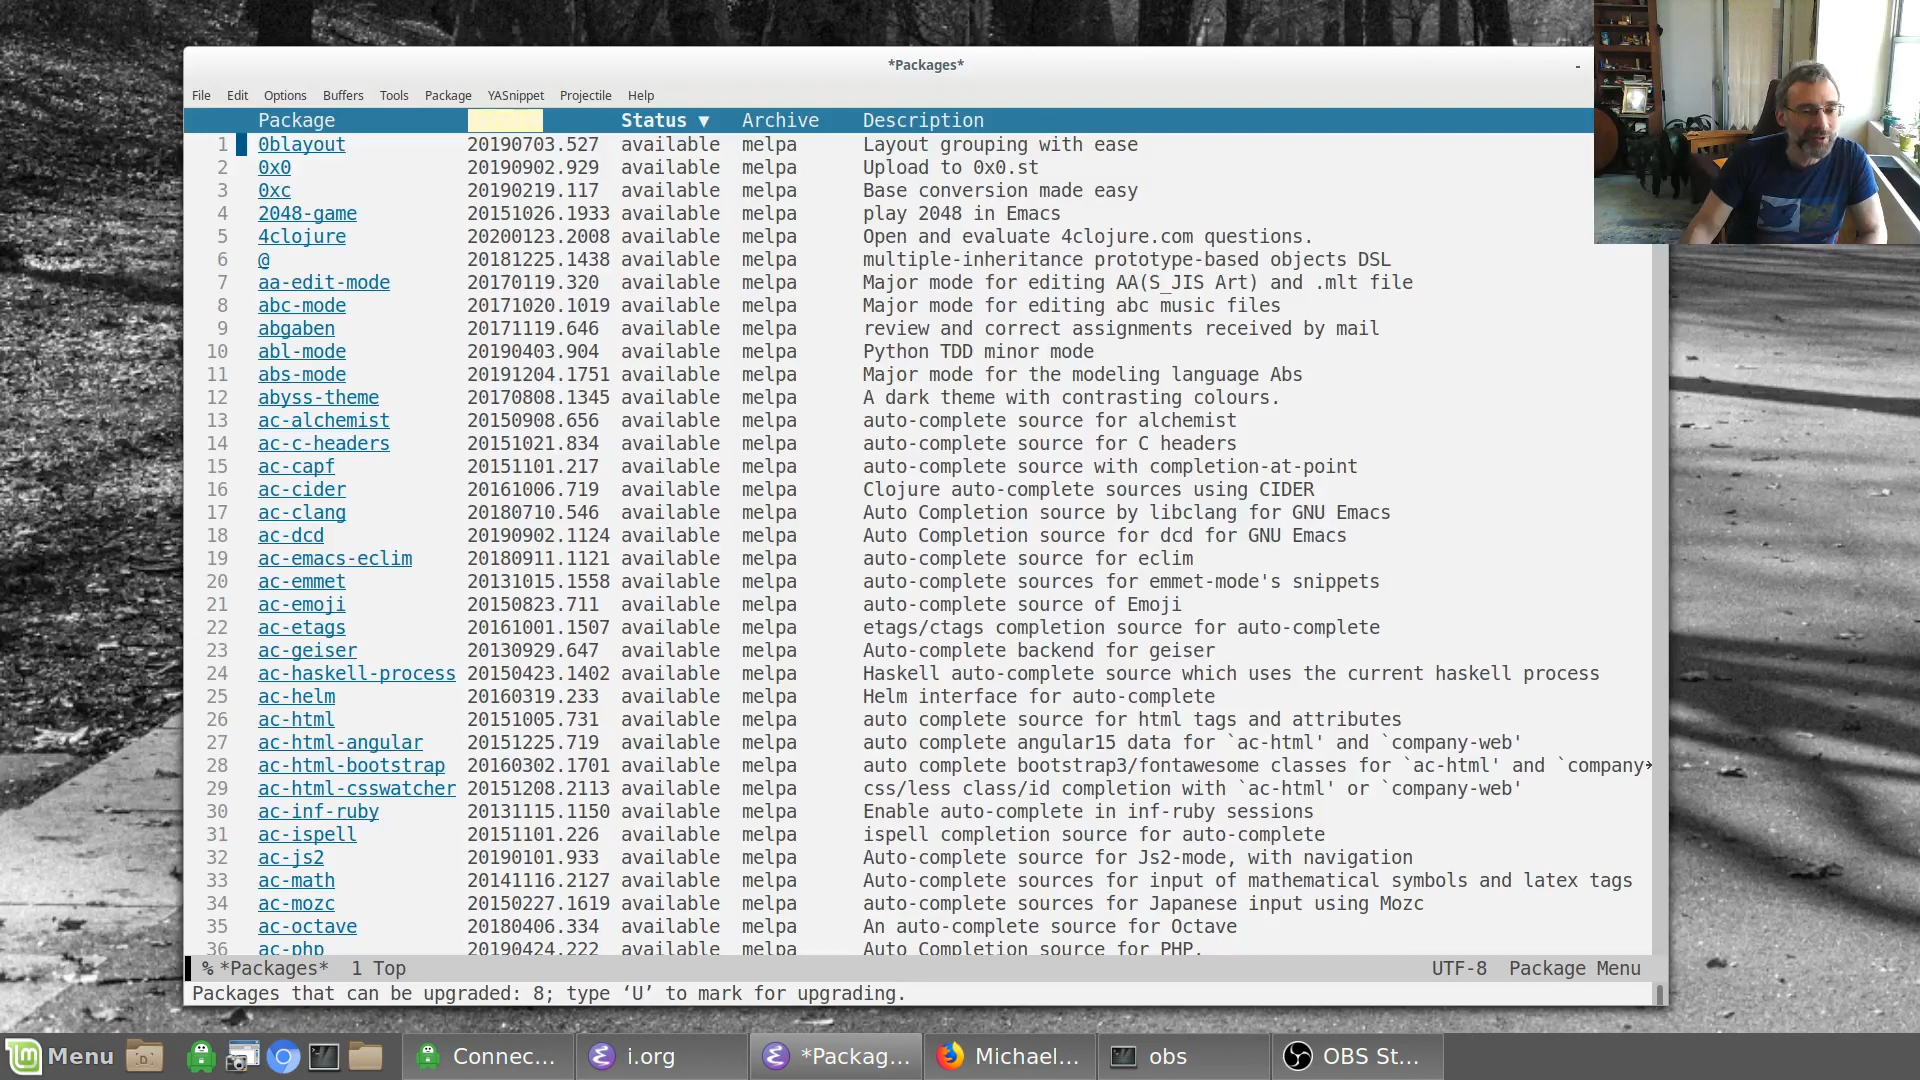 *Packages*
-
File Edit Options Buffers Tools Package YASnippet Projectile Help
Package Status ▼ Archive Description
1 0blayout 20190703.527 available melpa Layout grouping with ease
2 0x0 20190902.929 available melpa Upload to 0x0.st
3 0xc 20190219.117 available melpa Base conversion made easy
4 2048-game 20151026.1933 available melpa play 2048 in Emacs
5 4clojure 20200123.2008 available melpa Open and evaluate 4clojure.com questions.
6 @ 20181225.1438 available melpa multiple-inheritance prototype-based objects DSL
7 aa-edit-mode 20170119.320 available melpa Major mode for editing AA(S_JIS Art) and .mlt file
8 abc-mode 20171020.1019 available melpa Major mode for editing abc music files
9 abgaben 20171119.646 available melpa review and correct assignments received by mail
10 abl-mode 20190403.904 available melpa Python TDD minor mode
11 abs-mode 20191204.1751 available melpa Major mode for the modeling language Abs
12 abyss-theme 20170808.1345 available melpa A dark theme with contrasting colours.
13 ac-alchemist 20150908.656 available melpa auto-complete source for alchemist
14 ac-c-headers 20151021.834 available melpa auto-complete source for C headers
15 ac-capf 20151101.217 available melpa auto-complete source with completion-at-point
16 ac-cider 20161006.719 available melpa Clojure auto-complete sources using CIDER
17 ac-clang 20180710.546 available melpa Auto Completion source by libclang for GNU Emacs
18 ac-dcd 20190902.1124 available melpa Auto Completion source for dcd for GNU Emacs
19 ac-emacs-eclim 20180911.1121 available melpa auto-complete source for eclim
20 ac-emmet 20131015.1558 available melpa auto-complete sources for emmet-mode's snippets
21 ac-emoji 20150823.711 available melpa auto-complete source of Emoji
22 ac-etags 20161001.1507 available melpa etags/ctags completion source for auto-complete
23 ac-geiser 20130929.647 available melpa Auto-complete backend for geiser
24 ac-haskell-process 20150423.1402 available melpa Haskell auto-complete source which uses the current haskell process
25 ac-helm 20160319.233 available melpa Helm interface for auto-complete
26 ac-html 20151005.731 available melpa auto complete source for html tags and attributes
27 ac-html-angular 20151225.719 available melpa auto complete angular15 data for `ac-html' and `company-web'
28 ac-html-bootstrap 20160302.1701 available melpa auto complete bootstrap3/fontawesome classes for `ac-html' and `company→
29 ac-html-csswatcher 20151208.2113 available melpa css/less class/id completion with `ac-html' or `company-web'
30 ac-inf-ruby 20131115.1150 available melpa Enable auto-complete in inf-ruby sessions
31 ac-ispell 20151101.226 available melpa ispell completion source for auto-complete
32 ac-js2 20190101.933 available melpa Auto-complete source for Js2-mode, with navigation
33 ac-math 20141116.2127 available melpa Auto-complete sources for input of mathematical symbols and latex tags
34 ac-mozc 20150227.1619 available melpa auto-complete sources for Japanese input using Mozc
35 ac-octave 20180406.334 available melpa An auto-complete source for Octave
36 ac-php 20190424.222 available melpa Auto Completion source for PHP.
% *Packages* 1 Top UTF-8 Package Menu
Packages that can be upgraded: 8; type ‘U’ to mark for upgrading.
Menu Connec... i.org *Packag... Michael... obs OBS St...